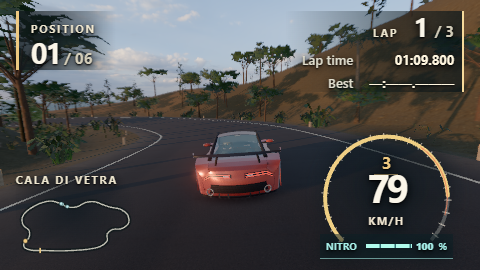 POSITION
01 / 06
LAP 1 / 3
Lap time 01:09.800
Best --:--.---
CALA DI VETRA
3
79
KM/H
NITRO 100 %